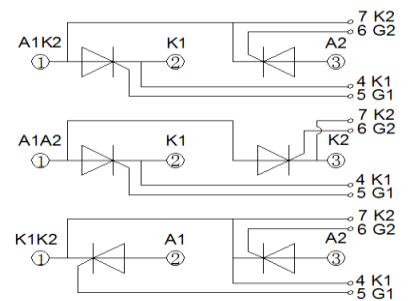 7 K2
6 G2
A1K2 K1 A2
① ② ③
4 K1
5 G1
7 K2
6 G2
A1A2 K1 K2
① ② ③
4 K1
5 G1
7 K2
6 G2
K1K2 A1 A2
① ② ③
4 K1
5 G1